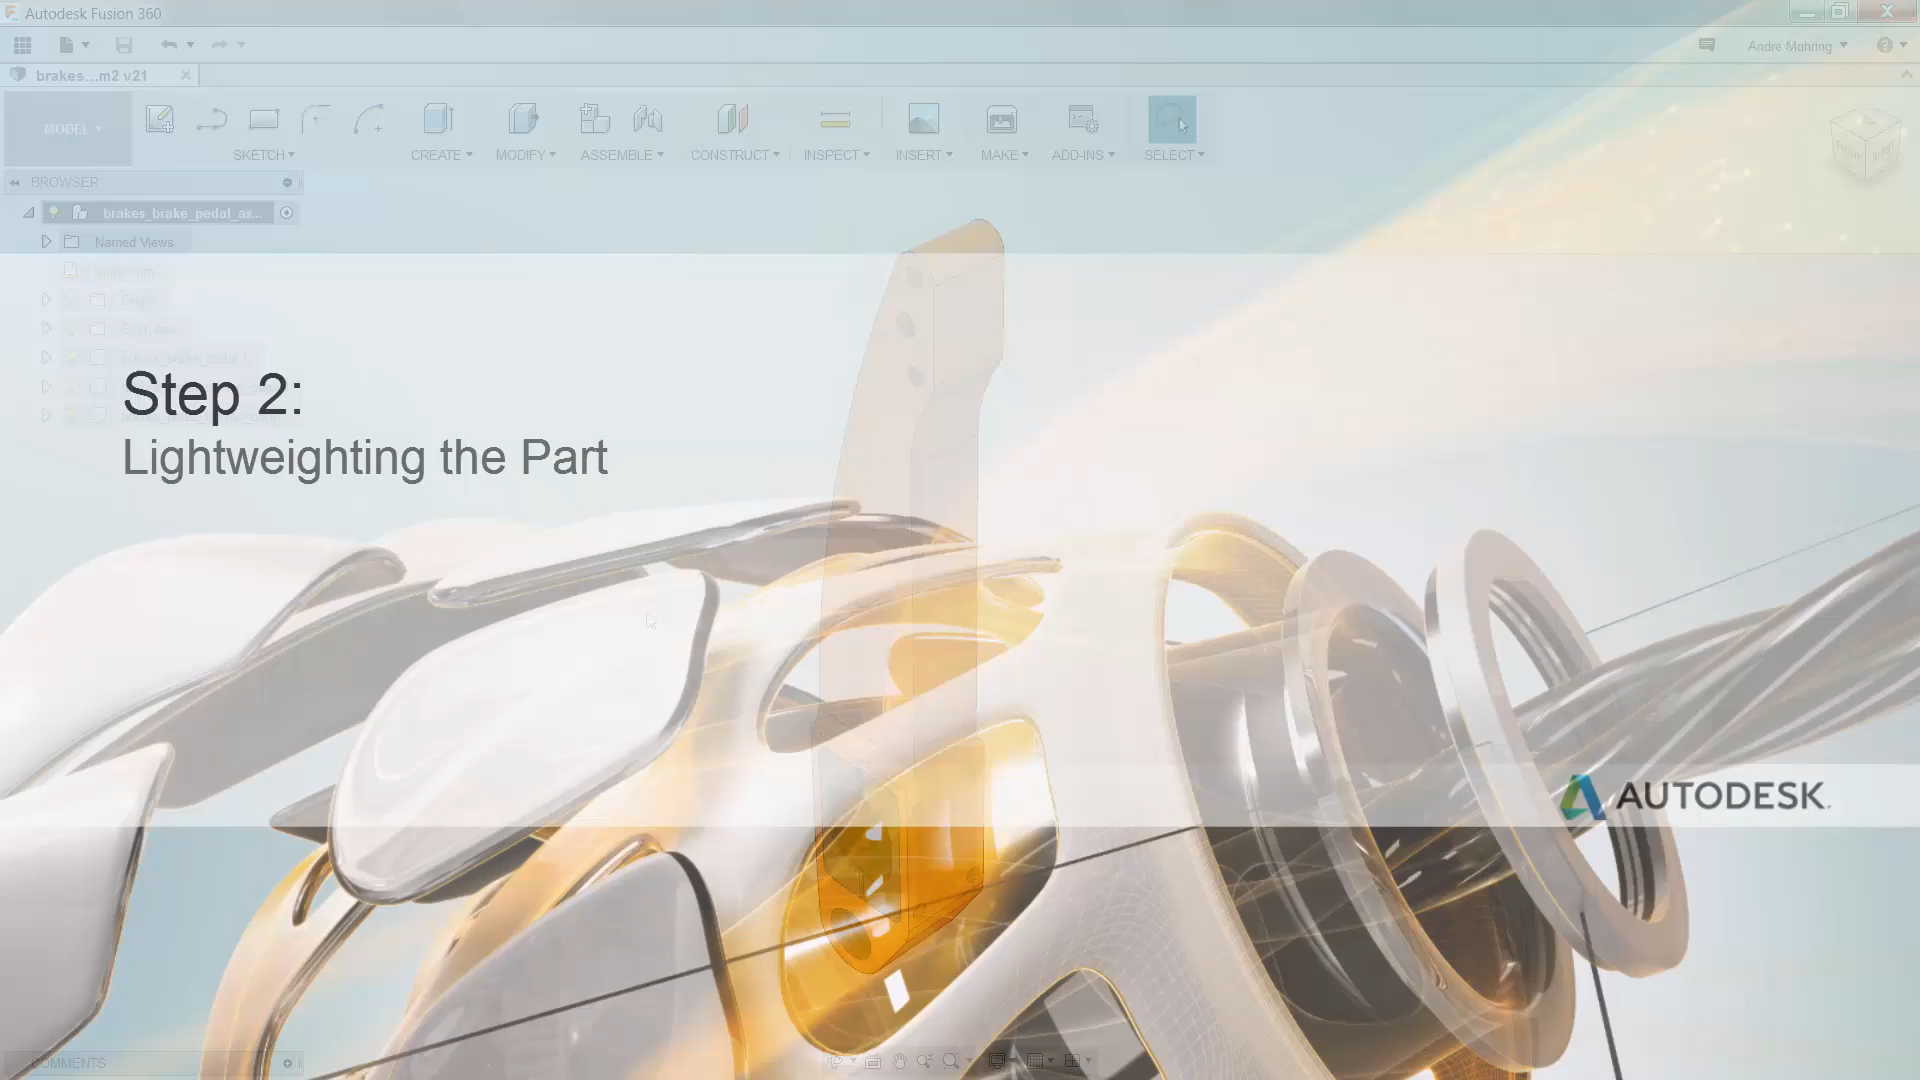 Autodesk Fusion 360
Andre Mohring
brakes...m2 v21
MODEL
SKETCH
CREATE
MODIFY
ASSEMBLE
CONSTRUCT
INSPECT
INSERT
MAKE
ADD-INS
SELECT
BROWSER
brakes_brake_pedal_as...
Named Views
Step 2:
Lightweighting the Part
AUTODESK.
COMMENTS